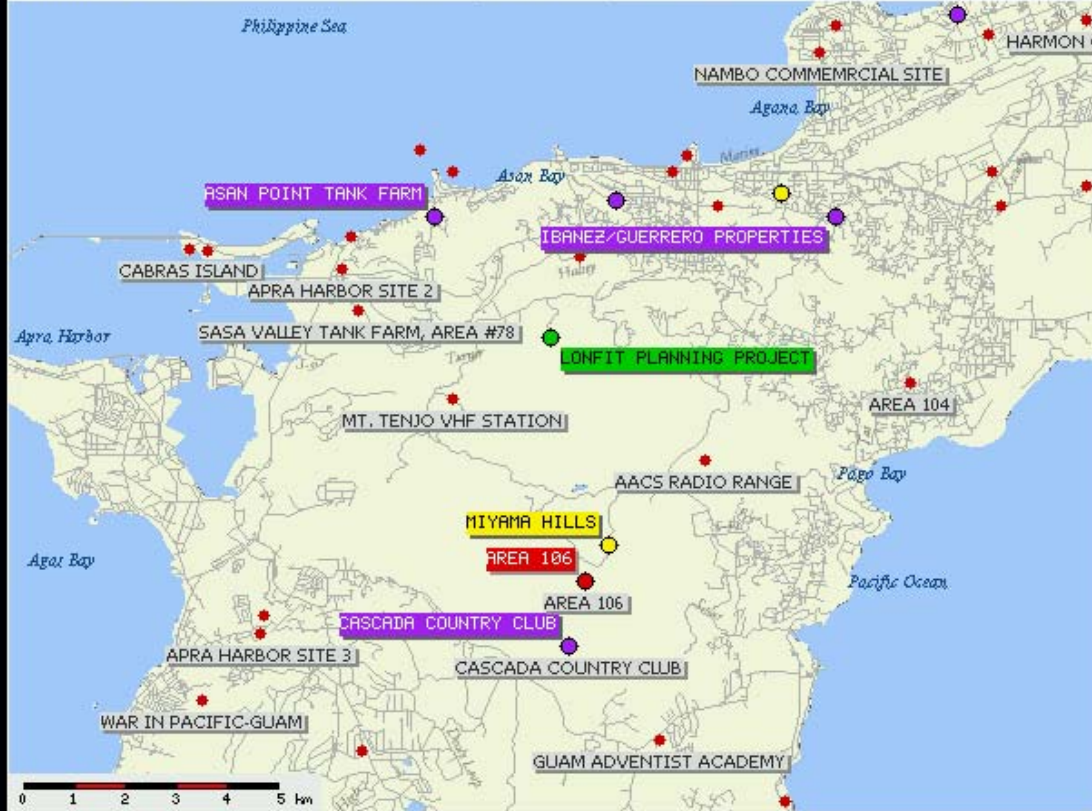 Philippine Sea
HARMON
NAMBO COMMEMRCIAL SITE
Agana Bay
Marine
Asan Bay
ASAN POINT TANK FARM
IBANEZ/GUERRERO PROPERTIES
CABRAS ISLAND
APRA HARBOR SITE 2
SASA VALLEY TANK FARM, AREA #78
Apra Harbor
LONFIT PLANNING PROJECT
AREA 104
MT. TENJO VHF STATION
AACS RADIO RANGE
Pago Bay
MIYAMA HILLS
AREA 106
Agat Bay
Pacific Ocean
AREA 106
CASCADA COUNTRY CLUB
APRA HARBOR SITE 3
CASCADA COUNTRY CLUB
WAR IN PACIFIC-GUAM
GUAM ADVENTIST ACADEMY
0 1 2 3 4 5 km